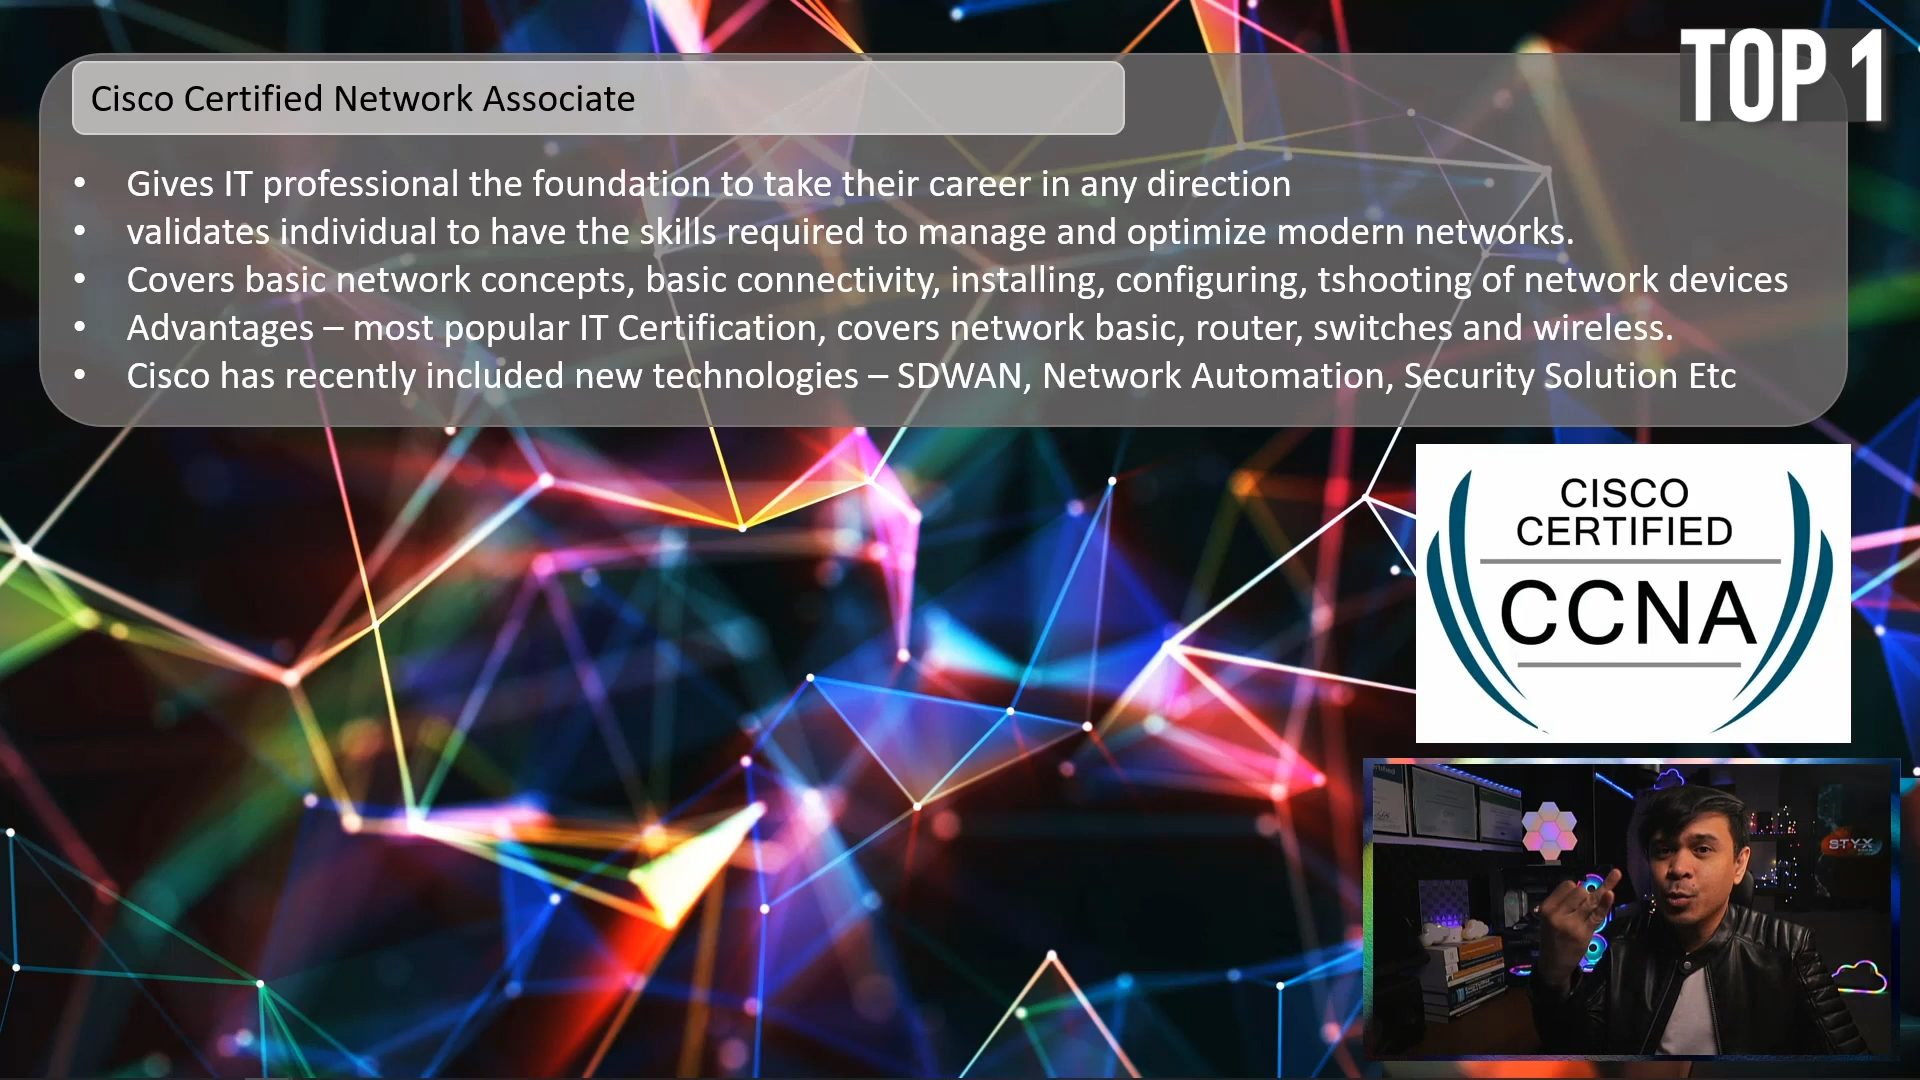 TOP 1
Cisco Certified Network Associate
• Gives IT professional the foundation to take their career in any direction
• validates individual to have the skills required to manage and optimize modern networks.
• Covers basic network concepts, basic connectivity, installing, configuring, tshooting of network devices
• Advantages – most popular IT Certification, covers network basic, router, switches and wireless.
• Cisco has recently included new technologies – SDWAN, Network Automation, Security Solution Etc
CISCO
CERTIFIED
CCNA
STYX